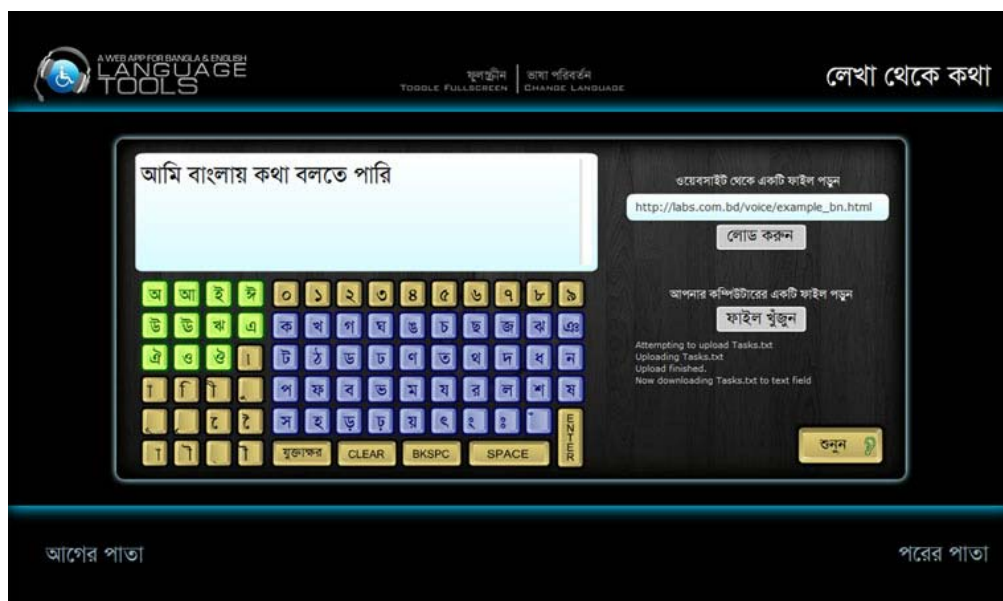 A WEB APP FOR BANGLA & ENGLISH
LANGUAGE
TOOLS
ফুলস্ক্রীন
TOGGLE FULLSCREEN
ভাষা পরিবর্তন
CHANGE LANGUAGE
লেখা থেকে কথা
আমি বাংলায় কথা বলতে পারি
ওয়েবসাইট থেকে একটি ফাইল পড়ুন
http://labs.com.bd/voice/example_bn.html
লোড করুন
আপনার কম্পিউটারের একটি ফাইল পড়ুন
ফাইল খুঁজুন
Attempting to upload Tasks.txt
Uploading Tasks.txt
Upload finished.
Now downloading Tasks.txt to text field
অ আ ই ঈ ০ ১ ২ ৩ ৪ ৫ ৬ ৭ ৮ ৯
উ ঊ ঋ এ ক খ গ ঘ ঙ চ ছ জ ঝ ঞ
ঐ ও ঔ । ট ঠ ড ঢ ণ ত থ দ ধ ন
া ি ী ু প ফ ব ভ ম য র ল শ ষ
ূ ৃ ে ৈ স হ ড় ঢ় য় ৎ ং ঃ ঁ
যুক্তাক্ষর CLEAR BKSPC SPACE ENTER
শুনুন
আগের পাতা
পরের পাতা